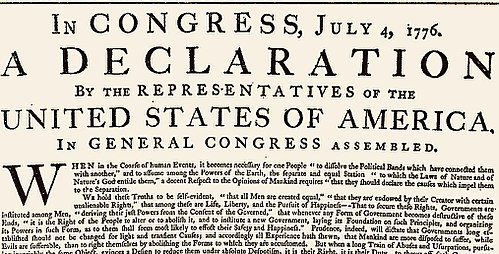 IN CONGRESS, JULY 4, 1776.
A DECLARATION
BY THE REPRESENTATIVES OF THE
UNITED STATES OF AMERICA,
IN GENERAL CONGRESS ASSEMBLED.
WHEN in the Course of human Events, it becomes necessary for one People "to dissolve the Political Bands which have connected them
with another," and to assume among the Powers of the Earth, the separate and equal Station "to which the Laws of Nature and of
Nature's God entitle them," a decent Respect to the Opinions of Mankind requires "that they should declare the causes which impel them
to the Separation.
We hold these Truths to be self-evident, "that all Men are created equal," "that they are endowed by their Creator with certain
unalienable Right," that among these are Life, Liberty, and the Pursuit of Happiness—That to secure these Rights, Governments are
instituted among Men, "deriving their just Powers from the Consent of the Governed," that whenever any Form of Government becomes destructive of these
Ends, "it is the Right of the People to alter or to abolish it, and to institute a new Government, laying its Foundation on such Principles, and organizing
its Powers in such Form, as to them shall seem most likely to effect their Safety and Happiness." Prudence, indeed, will dictate that Governments long
tablished should not be changed for light and transient Causes; and accordingly all Experience hath shewn, that Mankind are more disposed to suffer, while
Evils are sufferable, than to right themselves by abolishing the Forms to which they are accustomed. But when a long Train of Abuses and Usurpations, pursu-
invariably the same Object, evinces a Design to reduce them under absolute Despotism, it is their Right, it is their Duty, to